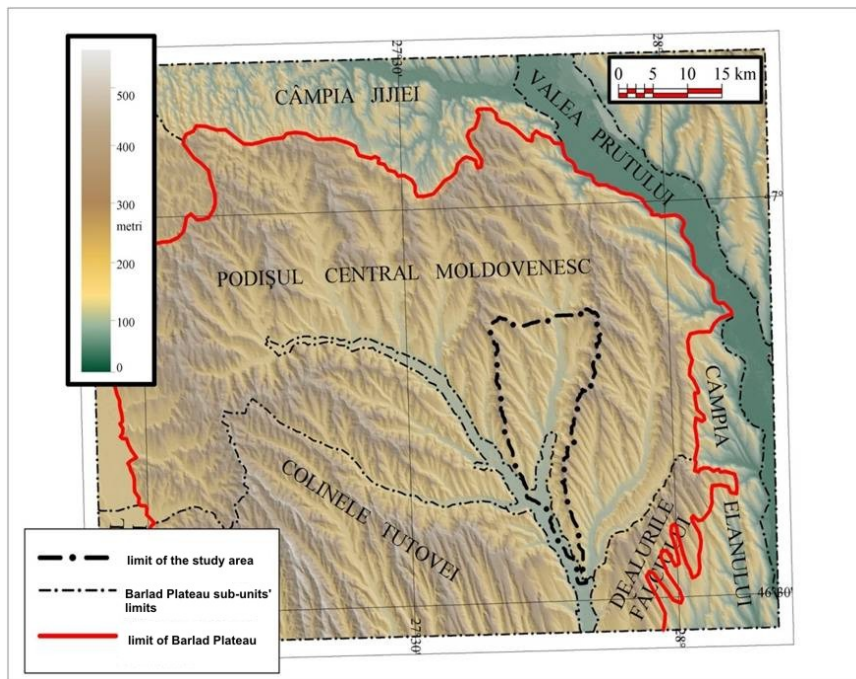 500
400
300
metri
200
100
0
27°30'
28°
0 5 10 15 km
CÂMPIA JIJIEI
VALEA PRUTULUI
47°
PODIŞUL CENTRAL MOLDOVENESC
CÂMPIA
ELANULUI
COLINELE TUTOVEI
DEALURILE
46°30'
27°30'
28°
limit of the study area
Barlad Plateau sub-units'
limits
limit of Barlad Plateau